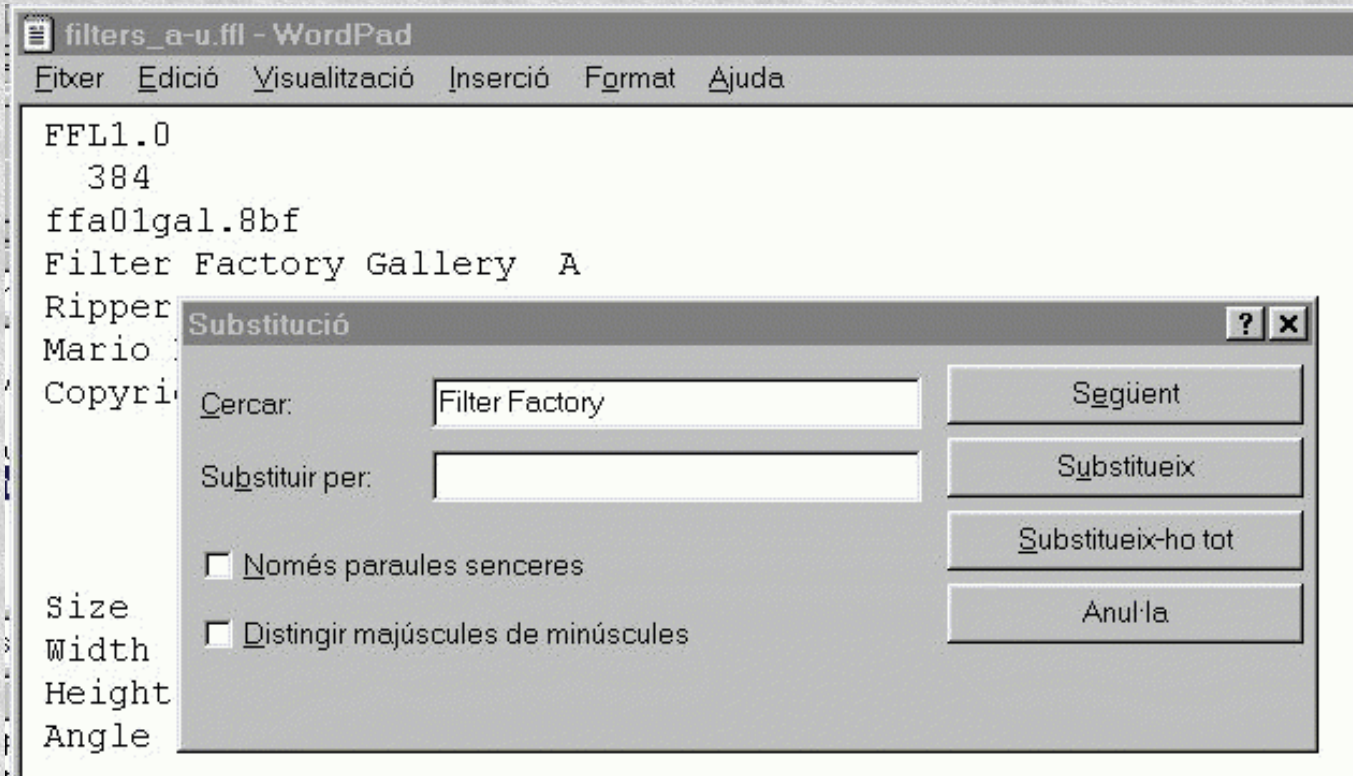 filters_a-u.ffl - WordPad
Fitxer Edició Visualització Inserció Format Ajuda
FFL1.0
384
ffa01gal.8bf
Filter Factory Gallery A
Ripper
Mario
Substitució
Cercar: Filter Factory
Següent
Substituir per:
Substitueix
Només paraules senceres
Substitueix-ho tot
Distingir majúscules de minúscules
Anul·la
Size
Width
Height
Angle